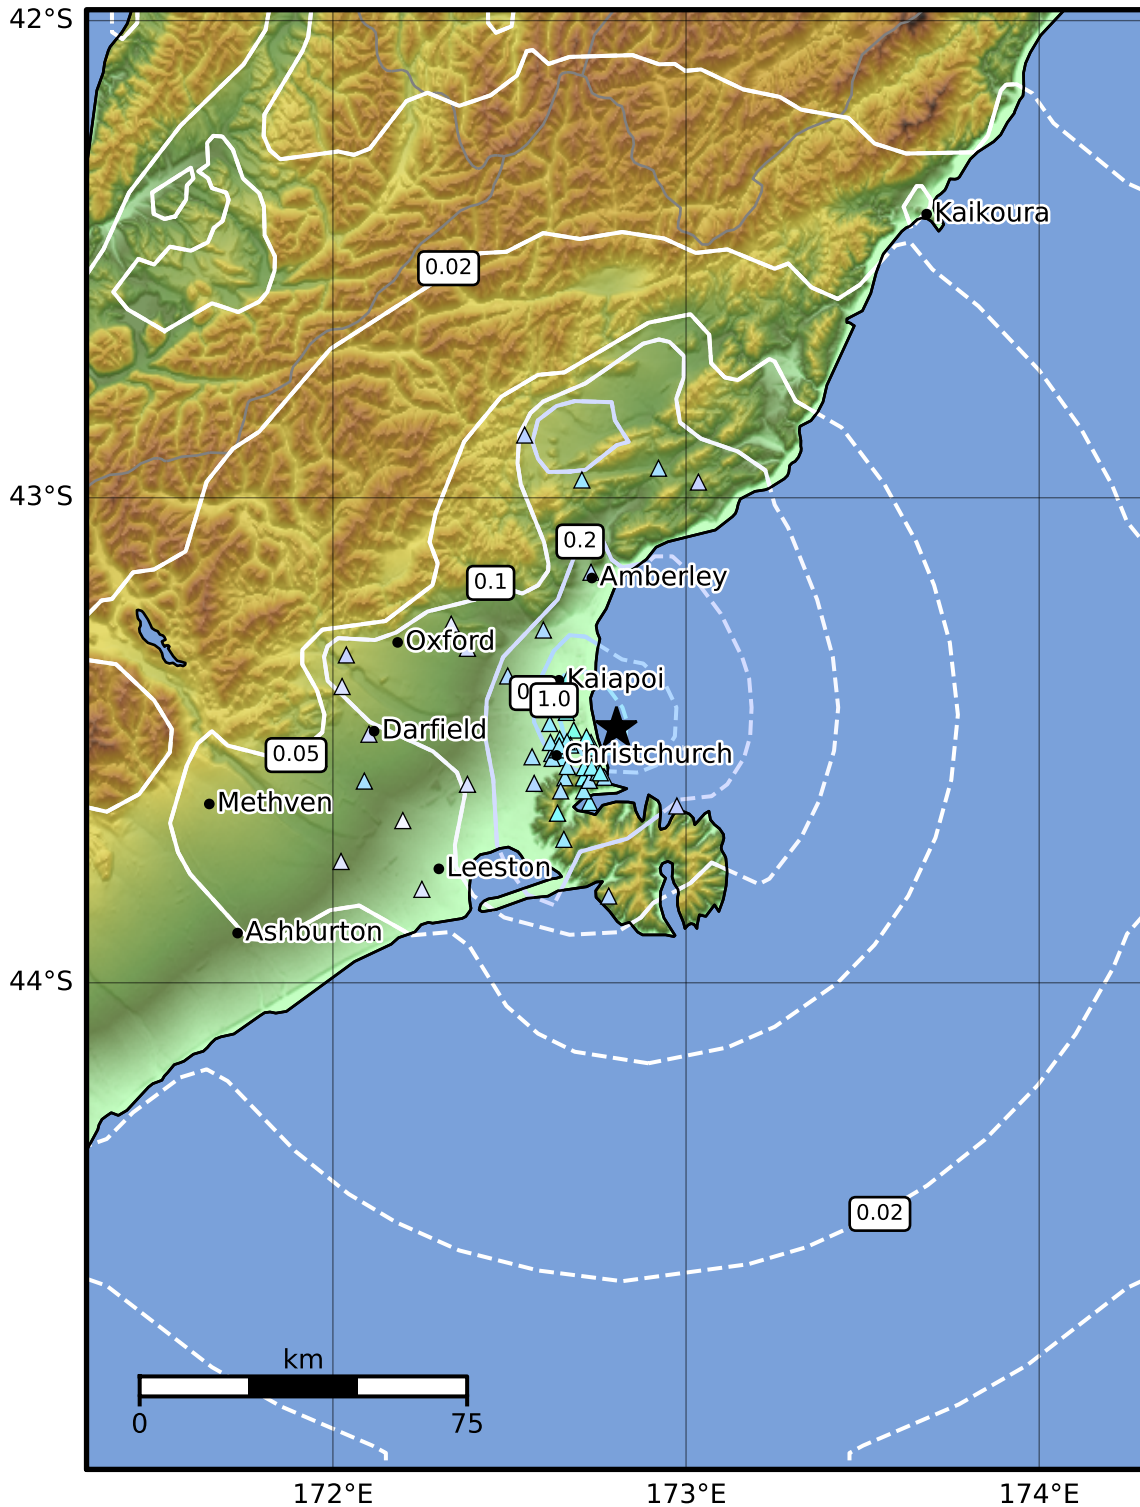 42°S
Kaikoura
0.02
43°S
0.2
Amberley
0.1
Oxford
Kaiapoi
1.0
Darfield
Christchurch
0.05
Methven
Leeston
Ashburton
44°S
0.02
km
0 75
172°E 173°E 174°E